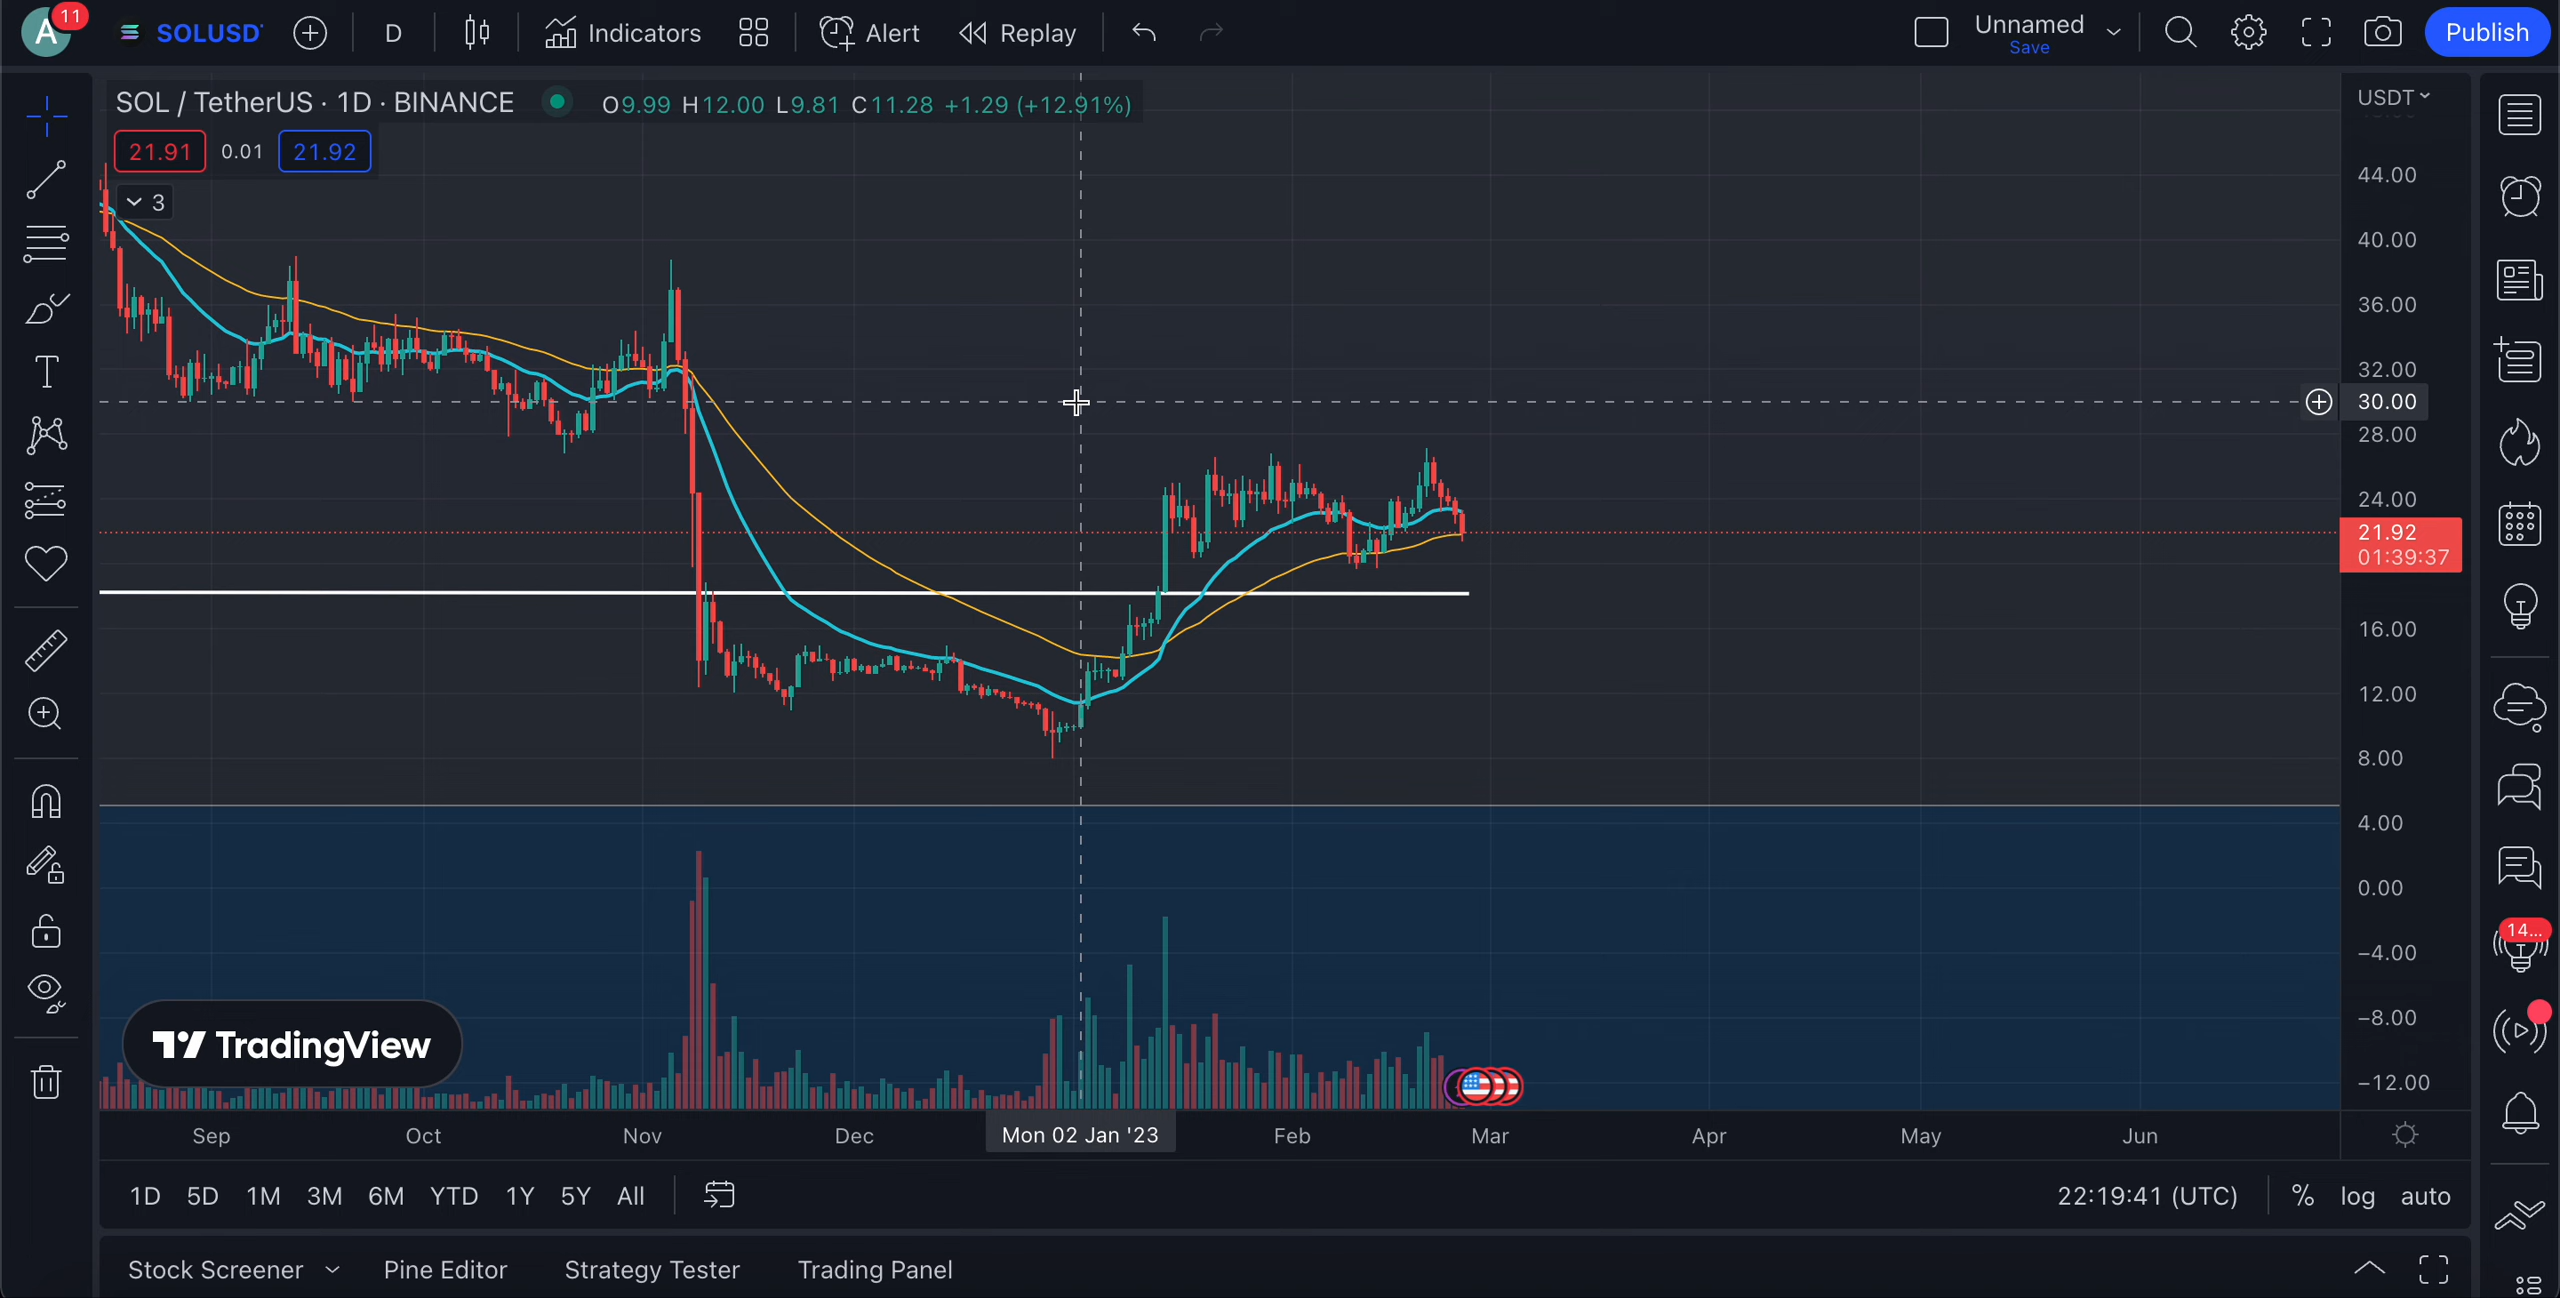 A 11 SOLUSD D Indicators Alert Replay Unnamed Publish
Save
SOL / TetherUS · 1D · BINANCE O9.99 H12.00 L9.81 C11.28 +1.29 (+12.91%) USDT
21.91 0.01 21.92
44.00
3
40.00
36.00
32.00
30.00
28.00
24.00
21.92
01:39:37
16.00
12.00
8.00
4.00
0.00
14...
−4.00
−8.00
TradingView
−12.00
Sep Oct Nov Dec Mon 02 Jan '23 Feb Mar Apr May Jun
1D 5D 1M 3M 6M YTD 1Y 5Y All 22:19:41 (UTC) % log auto
Stock Screener Pine Editor Strategy Tester Trading Panel